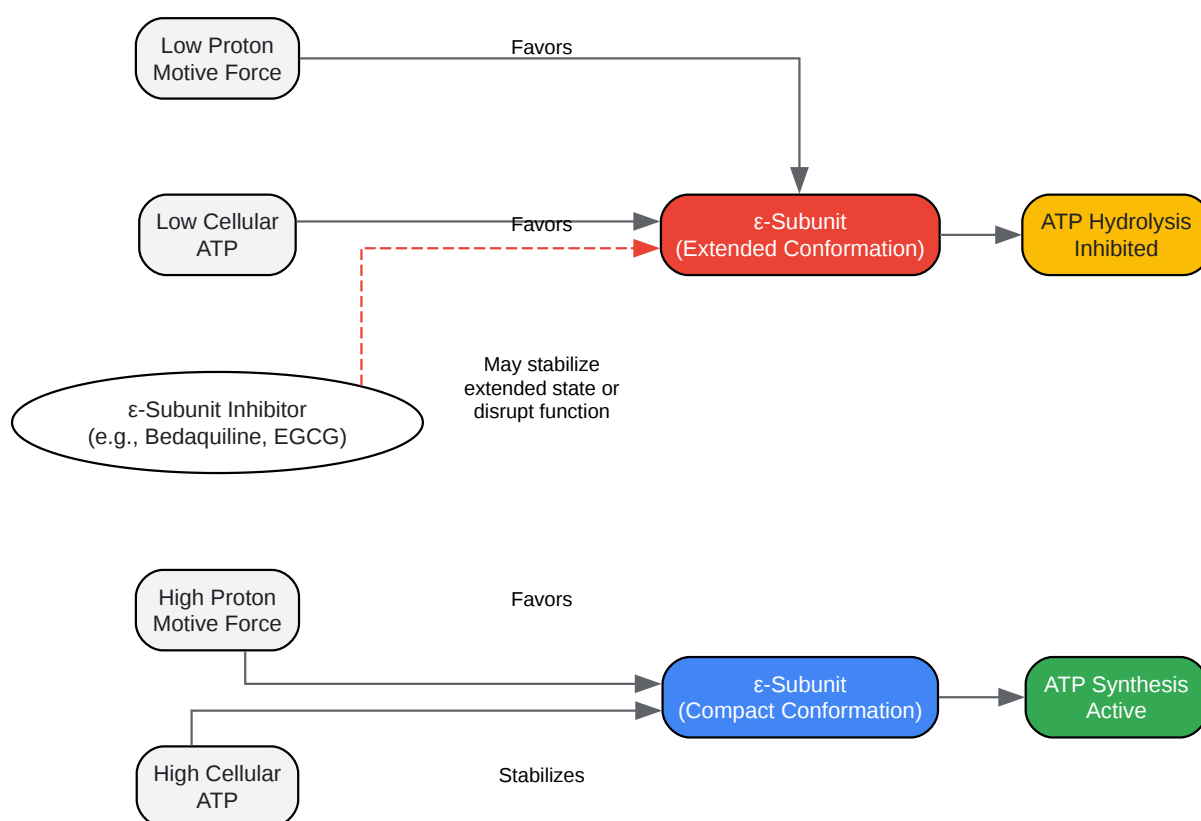 Low Proton
Motive Force
Favors
Low Cellular
ATP
Favors
ε-Subunit
(Extended Conformation)
ATP Hydrolysis
Inhibited
May stabilize
extended state or
disrupt function
ε-Subunit Inhibitor
(e.g., Bedaquiline, EGCG)
High Proton
Motive Force
Favors
ε-Subunit
(Compact Conformation)
ATP Synthesis
Active
High Cellular
ATP
Stabilizes